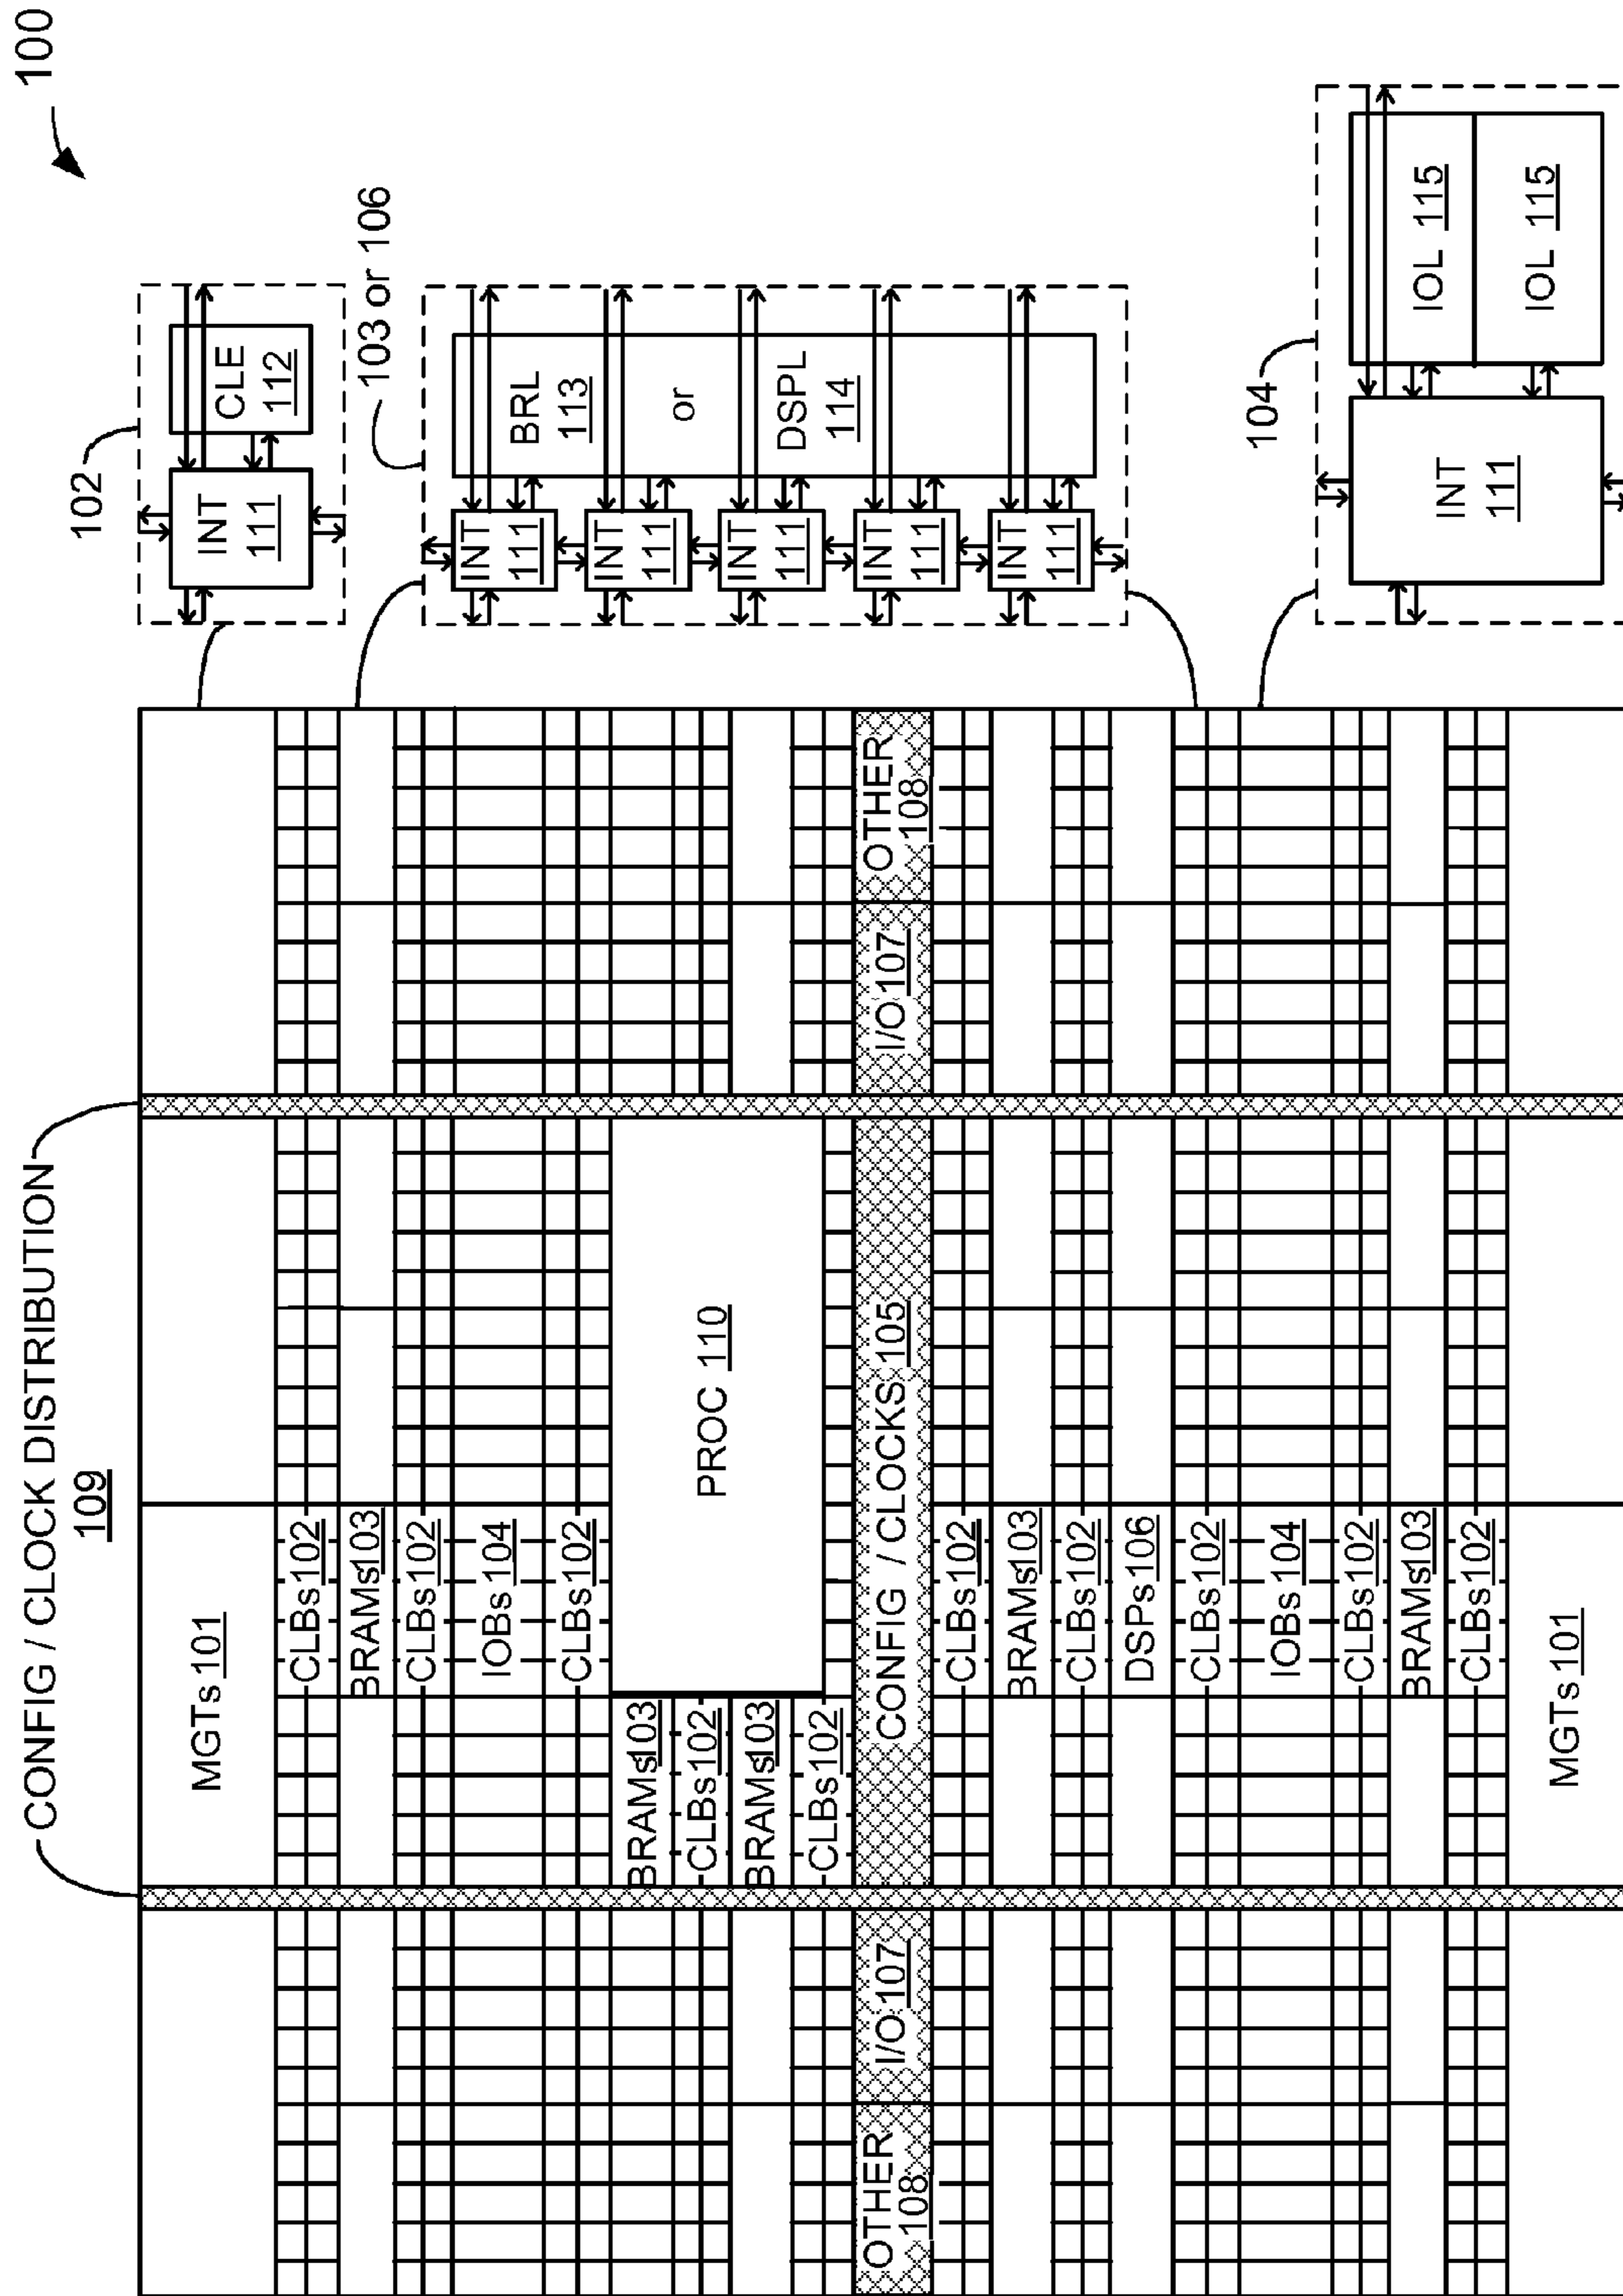 100
CONFIG / CLOCK DISTRIBUTION
109
MGTs 101
CLBs 102
BRAMs 103
CLBs 102
IOBs 104
CLBs 102
BRAMs 103
CLBs 102
BRAMs 103
CLBs 102
PROC 110
OTHER
108
I/O 107
CONFIG / CLOCKS 105
I/O 107
OTHER
108
CLBs 102
BRAMs 103
CLBs 102
DSPs 106
CLBs 102
IOBs 104
CLBs 102
BRAMs 103
CLBs 102
MGTs 101
102
INT
111
CLE
112
103 or 106
INT
111
INT
111
INT
111
INT
111
INT
111
BRL
113
or
DSPL
114
104
INT
111
IOL 115
IOL 115